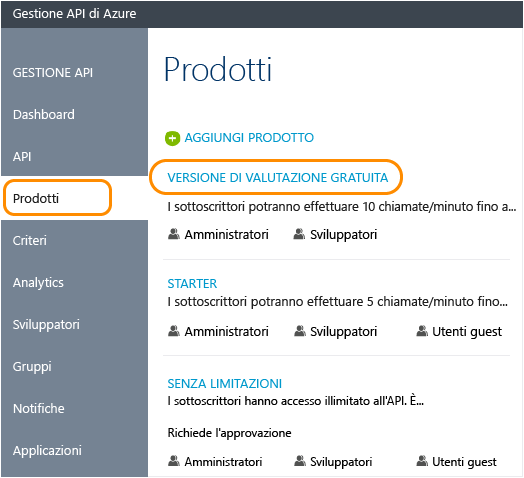 Gestione API di Azure
GESTIONE API
Dashboard
API
Prodotti
Criteri
Analytics
Sviluppatori
Gruppi
Notifiche
Applicazioni
Prodotti
AGGIUNGI PRODOTTO
VERSIONE DI VALUTAZIONE GRATUITA
I sottoscrittori potranno effettuare 10 chiamate/minuto fino a...
Amministratori Sviluppatori
STARTER
I sottoscrittori potranno effettuare 5 chiamate/minuto fino...
Amministratori Sviluppatori Utenti guest
SENZA LIMITAZIONI
I sottoscrittori hanno accesso illimitato all'API. È...
Richiede l'approvazione
Amministratori Sviluppatori Utenti guest